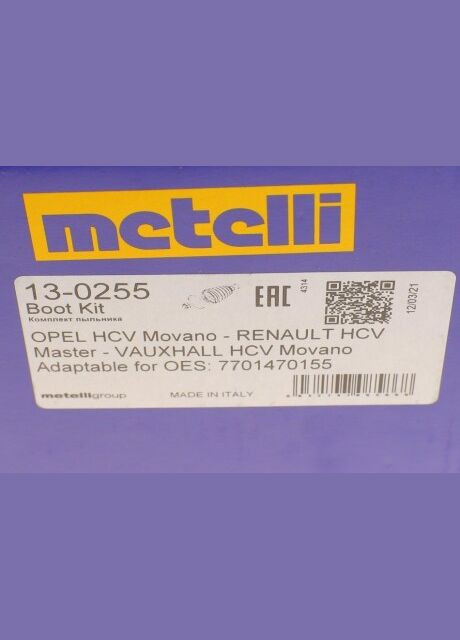 metelli
13-0255
Boot Kit
Комплект пыльника
EAC
4314
12/03/21
OPEL HCV Movano - RENAULT HCV
Master - VAUXHALL HCV Movano
Adaptable for OES: 7701470155
metelligroup
MADE IN ITALY